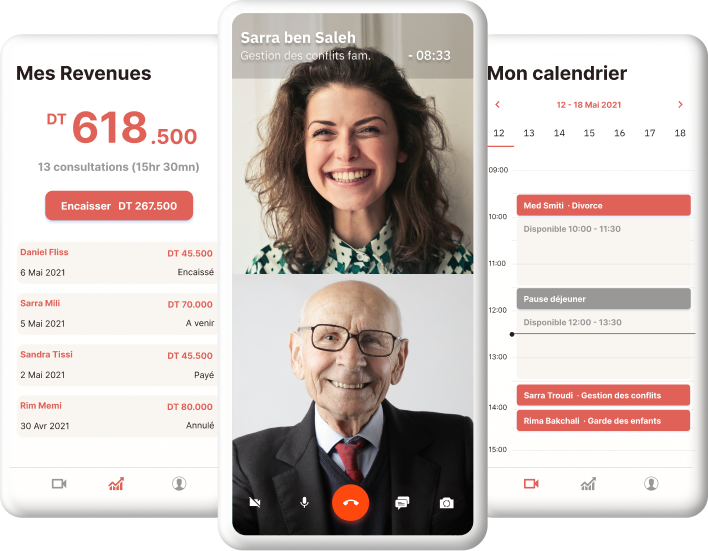 Mes Revenues
DT 618.500
13 consultations (15hr 30mn)
Encaisser DT 267.500
Daniel Fliss DT 45.500
6 Mai 2021 Encaissé
Sarra Mili DT 70.000
5 Mai 2021 A venir
Sandra Tissi DT 45.500
2 Mai 2021 Payé
Rim Memi DT 80.000
30 Avr 2021 Annulé
Sarra ben Saleh
Gestion des conflits fam. - 08:33
Mon calendrier
12 - 18 Mai 2021
12 13 14 15 16 17 18
09:00
Med Smiti · Divorce
10:00
Disponible 10:00 - 11:30
11:00
Pause déjeuner
12:00
Disponible 12:00 - 13:30
13:00
Sarra Troudi · Gestion des conflits
14:00
Rima Bakchali · Garde des enfants
15:00